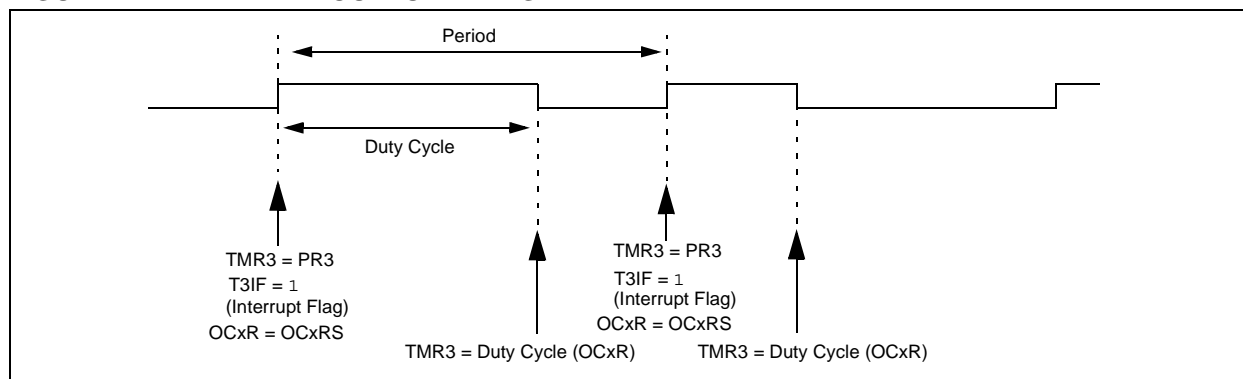 Period
Duty Cycle
TMR3 = PR3
T3IF = 1
(Interrupt Flag)
OCxR = OCxRS
TMR3 = Duty Cycle (OCxR)
TMR3 = PR3
T3IF = 1
(Interrupt Flag)
OCxR = OCxRS
TMR3 = Duty Cycle (OCxR)